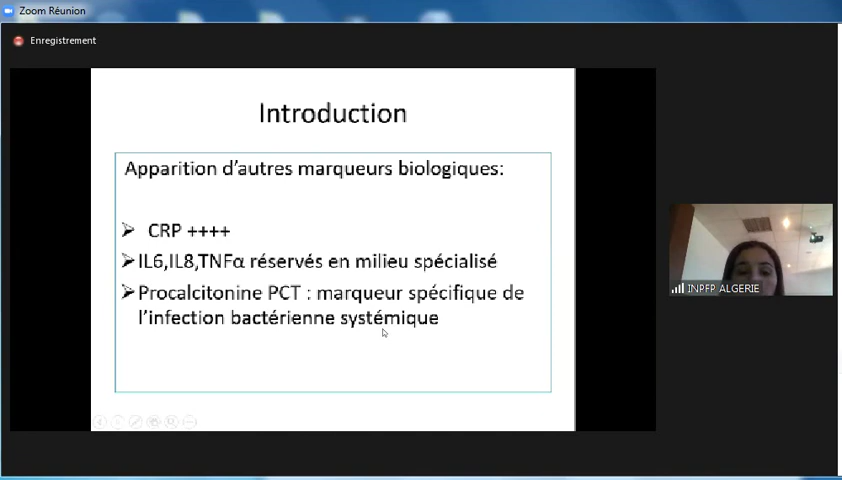 Zoom Réunion
Enregistrement
Introduction
Apparition d'autres marqueurs biologiques:
➢ CRP ++++
➢IL6,IL8,TNFα réservés en milieu spécialisé
➢Procalcitonine PCT : marqueur spécifique de
l'infection bactérienne systémique
INPFP ALGERIE